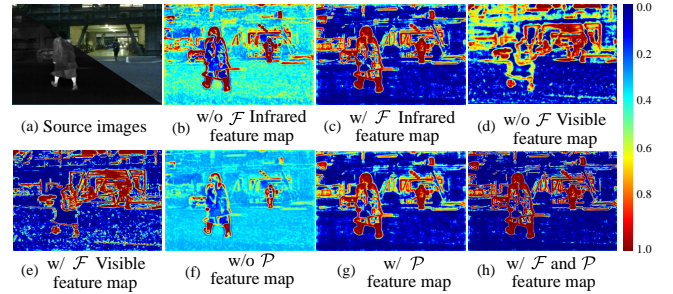 (a) Source images
(b) w/o F Infrared
feature map
(c) w/ F Infrared
feature map
(d) w/o F Visible
feature map
0.0
0.2
0.4
0.6
0.8
1.0
(e) w/ F Visible
feature map
(f) w/o P
feature map
(g) w/ P
feature map
(h) w/ F and P
feature map